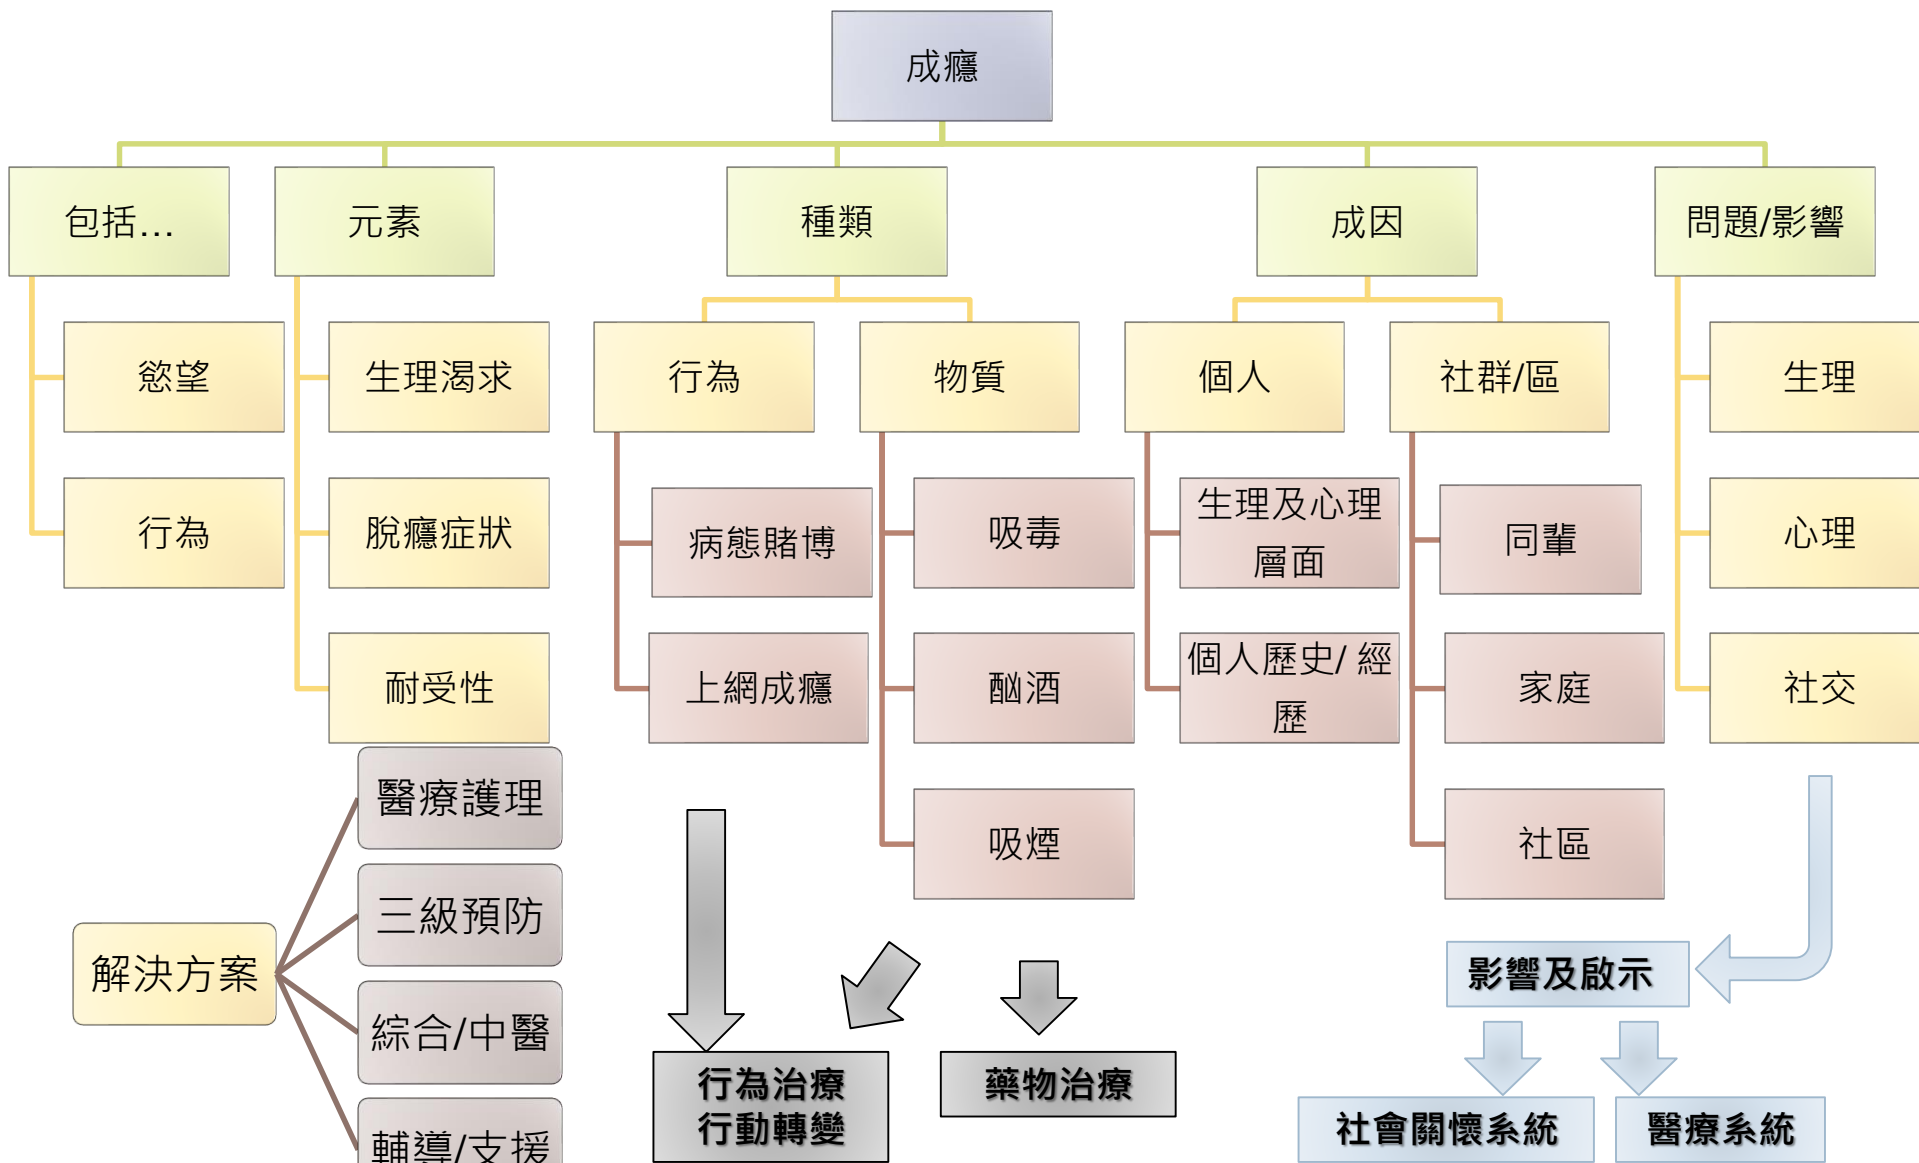 成癮
包括...
元素
種類
成因
問題/影響
慾望
生理渴求
行為
物質
個人
社群/區
生理
行為
脫癮症狀
病態賭博
吸毒
生理及心理
層面
同輩
心理
耐受性
上網成癮
酗酒
個人歷史/ 經
歷
家庭
社交
醫療護理
吸煙
社區
三級預防
解決方案
影響及啟示
綜合/中醫
行為治療
行動轉變
藥物治療
輔導/支援
社會關懷系統
醫療系統